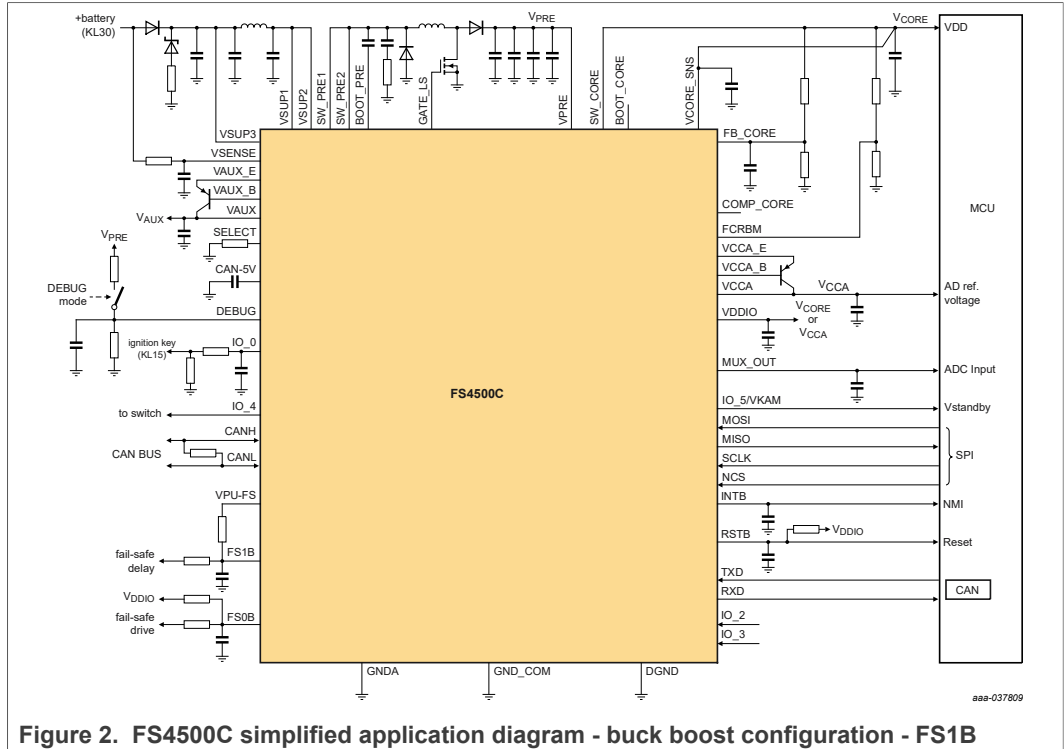 +battery
(KL30)
VPRE
VCORE
VDD
VSUP1
VSUP2
SW_PRE1
SW_PRE2
BOOT_PRE
GATE_LS
VPRE
SW_CORE
BOOT_CORE
VCORE_SNS
VSUP3
VSENSE
VAUX_E
VAUX_B
VAUX
VAUX
SELECT
VPRE
CAN-5V
DEBUG
mode
DEBUG
ignition key
(KL15)
IO_0
to switch
IO_4
CANH
CAN BUS
CANL
VPU-FS
fail-safe
delay
FS1B
VDDIO
fail-safe
drive
FS0B
FS4500C
FB_CORE
COMP_CORE
FCRBM
VCCA_E
VCCA_B
VCCA
VCCA
VDDIO
VCORE
or
VCCA
MUX_OUT
IO_5/VKAM
MOSI
MISO
SCLK
NCS
INTB
RSTB
VDDIO
TXD
RXD
IO_2
IO_3
MCU
AD ref.
voltage
ADC Input
Vstandby
SPI
NMI
Reset
CAN
GNDA
GND_COM
DGND
aaa-037809
Figure 2. FS4500C simplified application diagram - buck boost configuration - FS1B